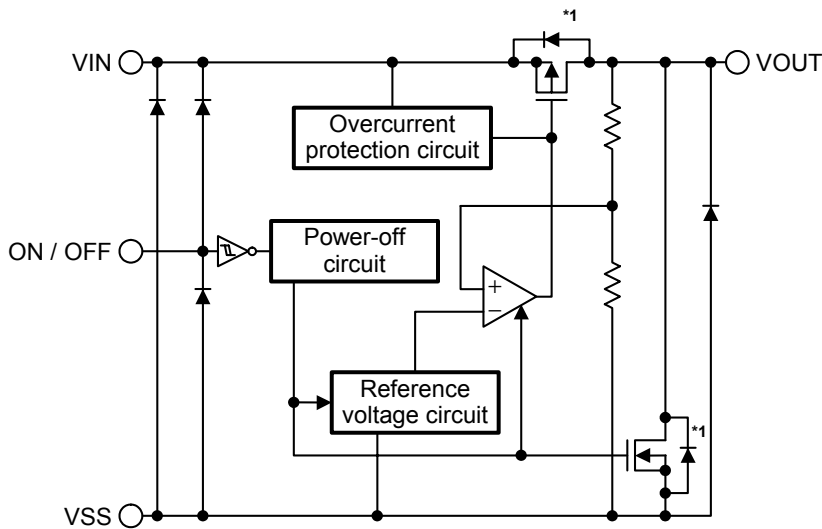 *1
VIN
VOUT
Overcurrent
protection circuit
ON / OFF
Power-off
circuit
+
−
Reference
voltage circuit
*1
VSS